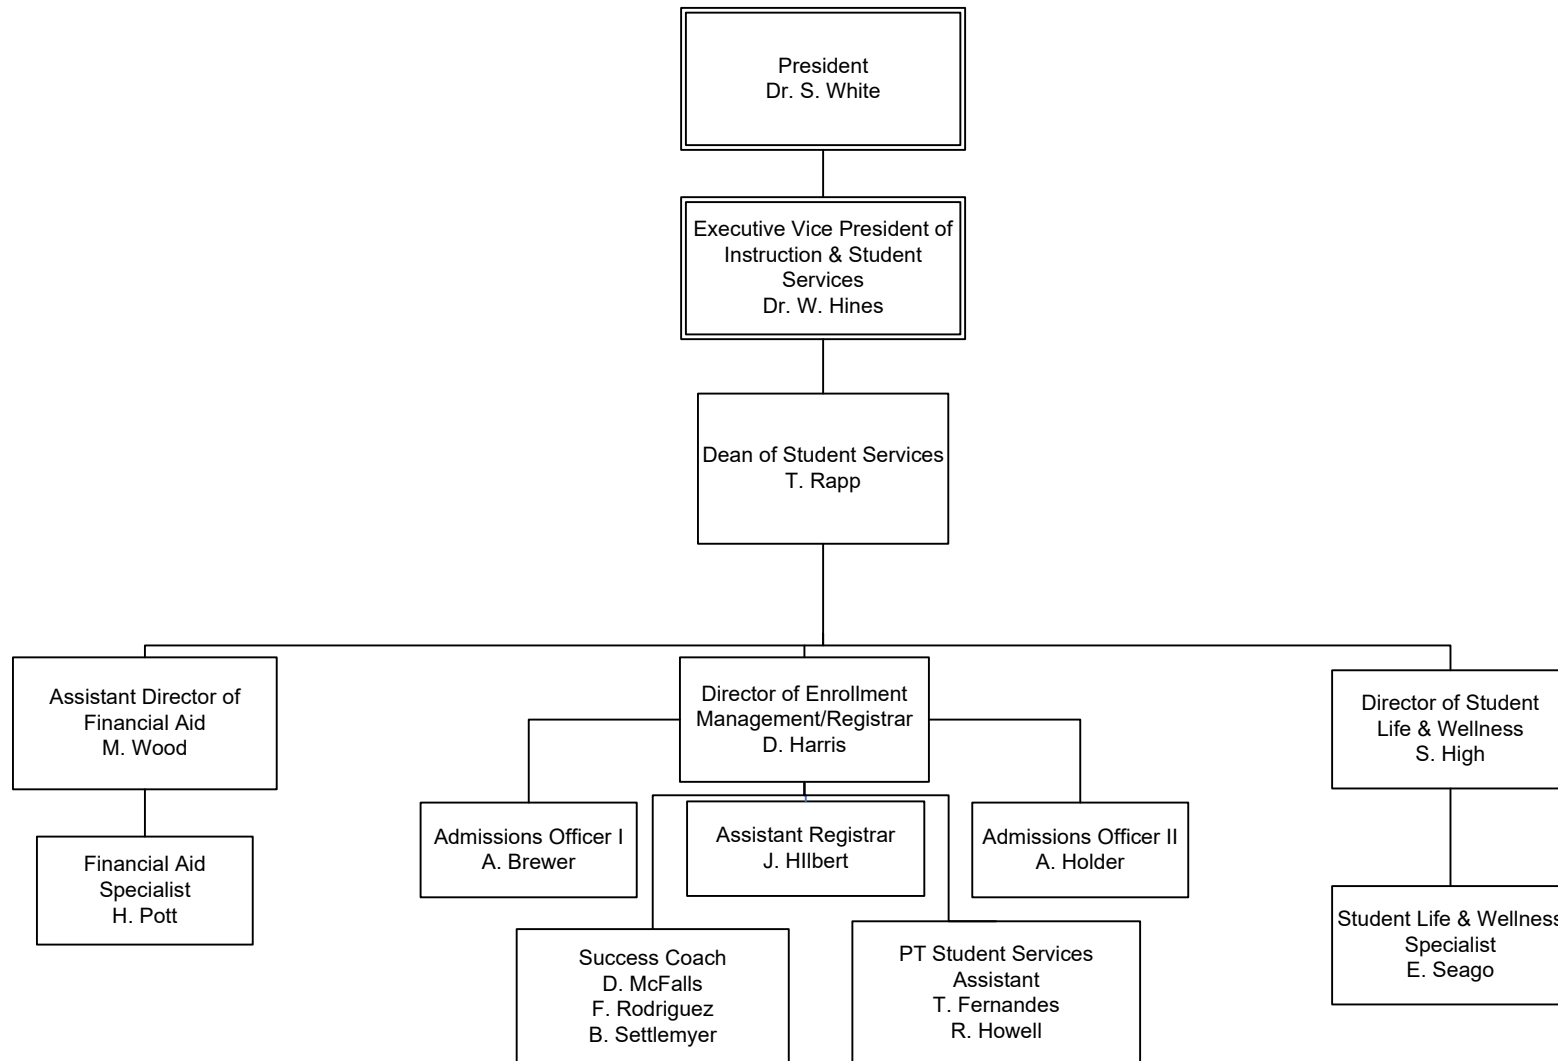 President
Dr. S. White
Executive Vice President of
Instruction & Student
Services
Dr. W. Hines
Dean of Student Services
T. Rapp
Assistant Director of
Financial Aid
M. Wood
Director of Enrollment
Management/Registrar
D. Harris
Director of Student
Life & Wellness
S. High
Financial Aid
Specialist
H. Pott
Admissions Officer I
A. Brewer
Assistant Registrar
J. HIlbert
Admissions Officer II
A. Holder
Student Life & Wellness
Specialist
E. Seago
Success Coach
D. McFalls
F. Rodriguez
B. Settlemyer
PT Student Services
Assistant
T. Fernandes
R. Howell